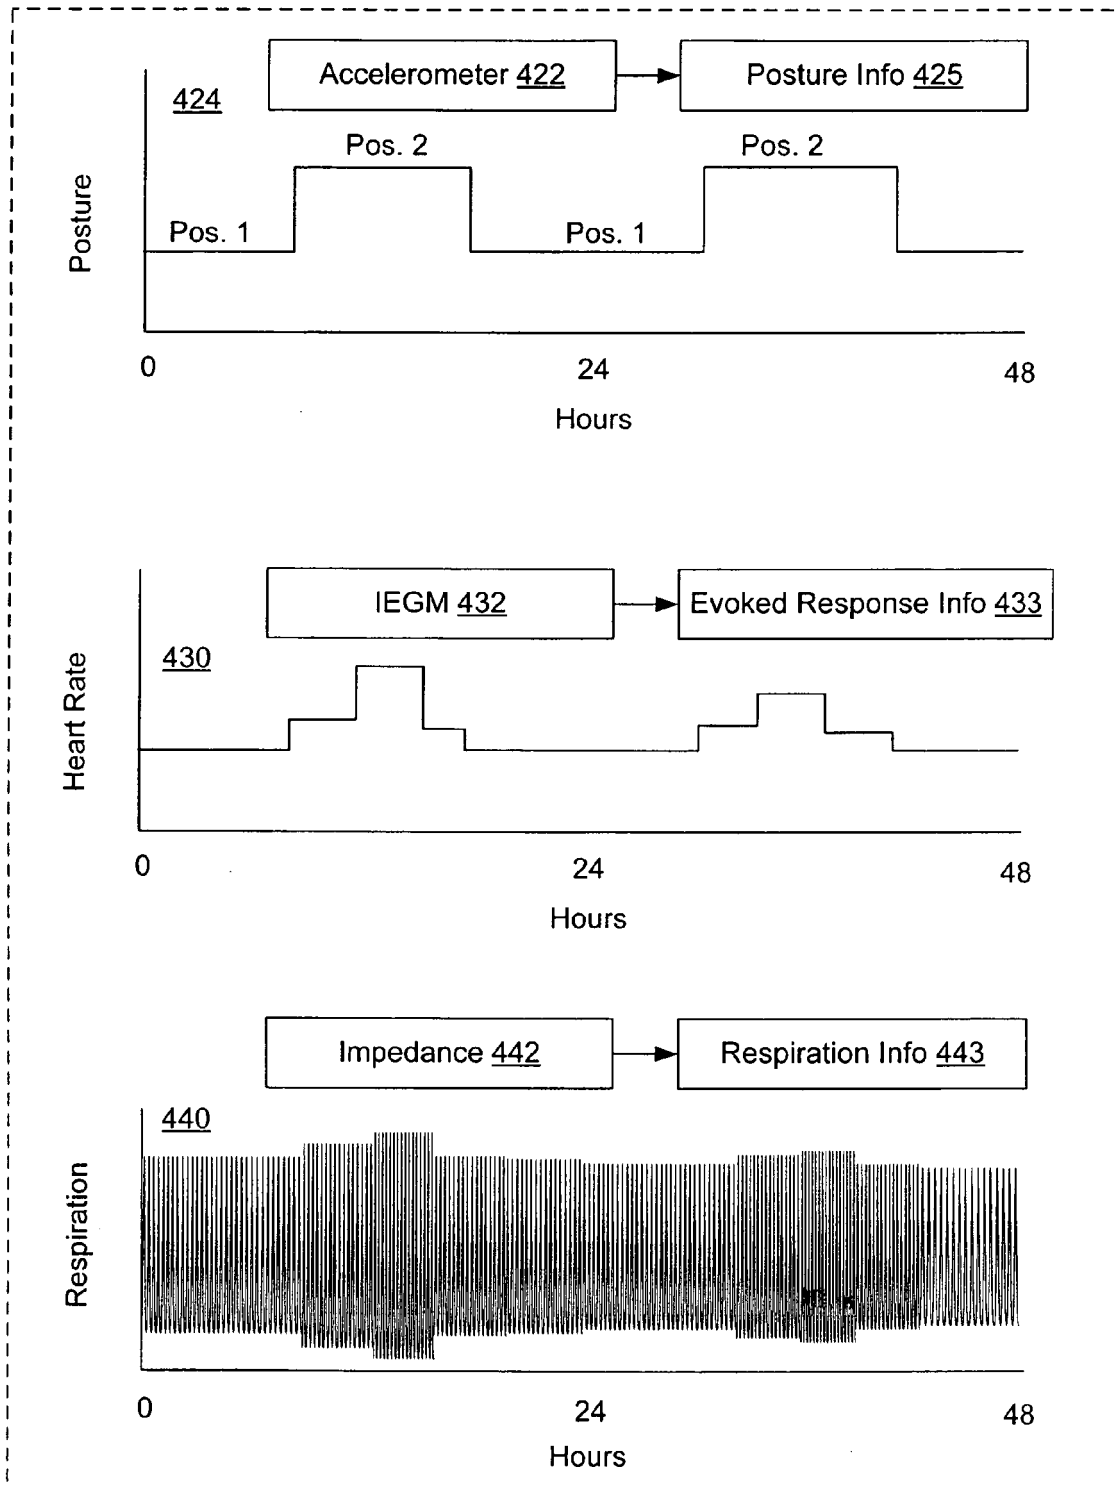 Accelerometer 422
Posture Info 425
424
Pos. 2
Pos. 2
Pos. 1
Pos. 1
Posture
0
24
48
Hours
IEGM 432
Evoked Response Info 433
430
Heart Rate
0
24
48
Hours
Impedance 442
Respiration Info 443
440
Respiration
0
24
48
Hours